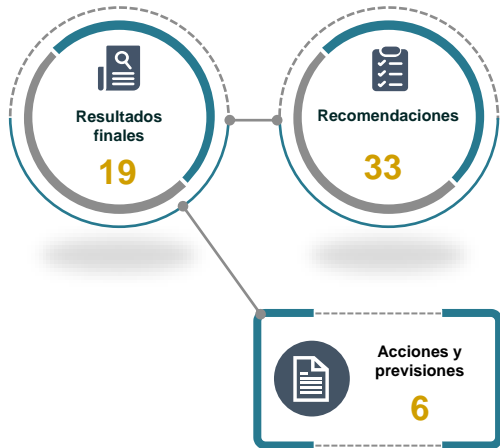 Resultados
finales
19
Recomendaciones
33
Acciones y
previsiones
6